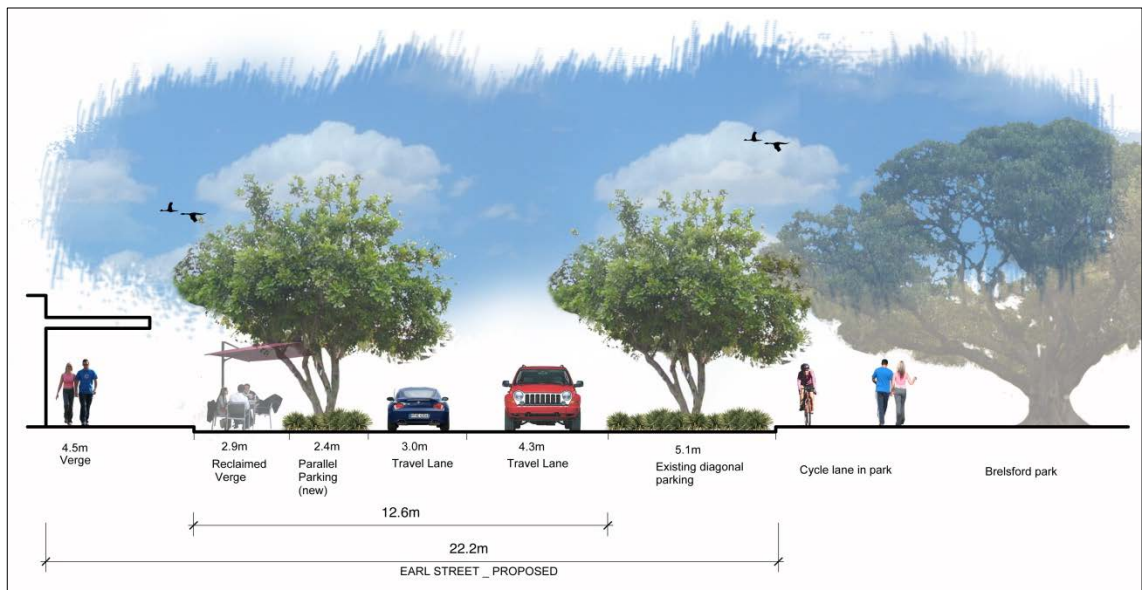 4.5m
Verge
2.9m
Reclaimed
Verge
2.4m
Parallel
Parking
(new)
3.0m
Travel Lane
4.3m
Travel Lane
5.1m
Existing diagonal
parking
Cycle lane in park
Brelsford park
12.6m
22.2m
EARL STREET _ PROPOSED